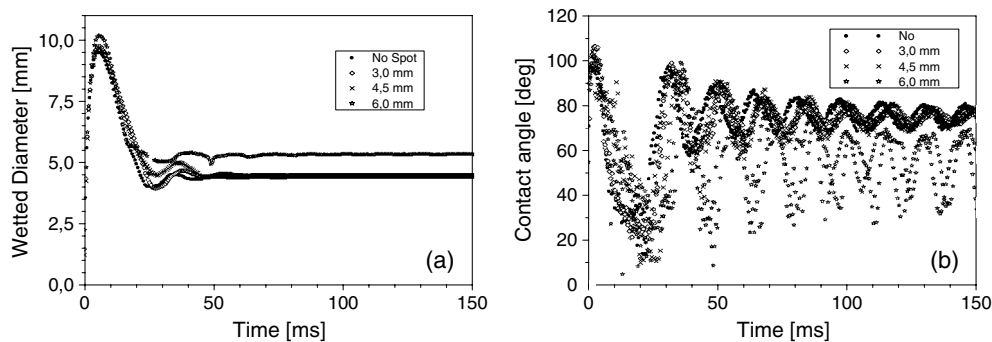 Wetted Diameter [mm]
10,0
7,5
5,0
2,5
0,0
No Spot
3,0 mm
4,5 mm
6,0 mm
(a)
0
50
100
150
Time [ms]
Contact angle [deg]
120
100
80
60
40
20
0
No
3,0 mm
4,5 mm
6,0 mm
(b)
0
50
100
150
Time [ms]